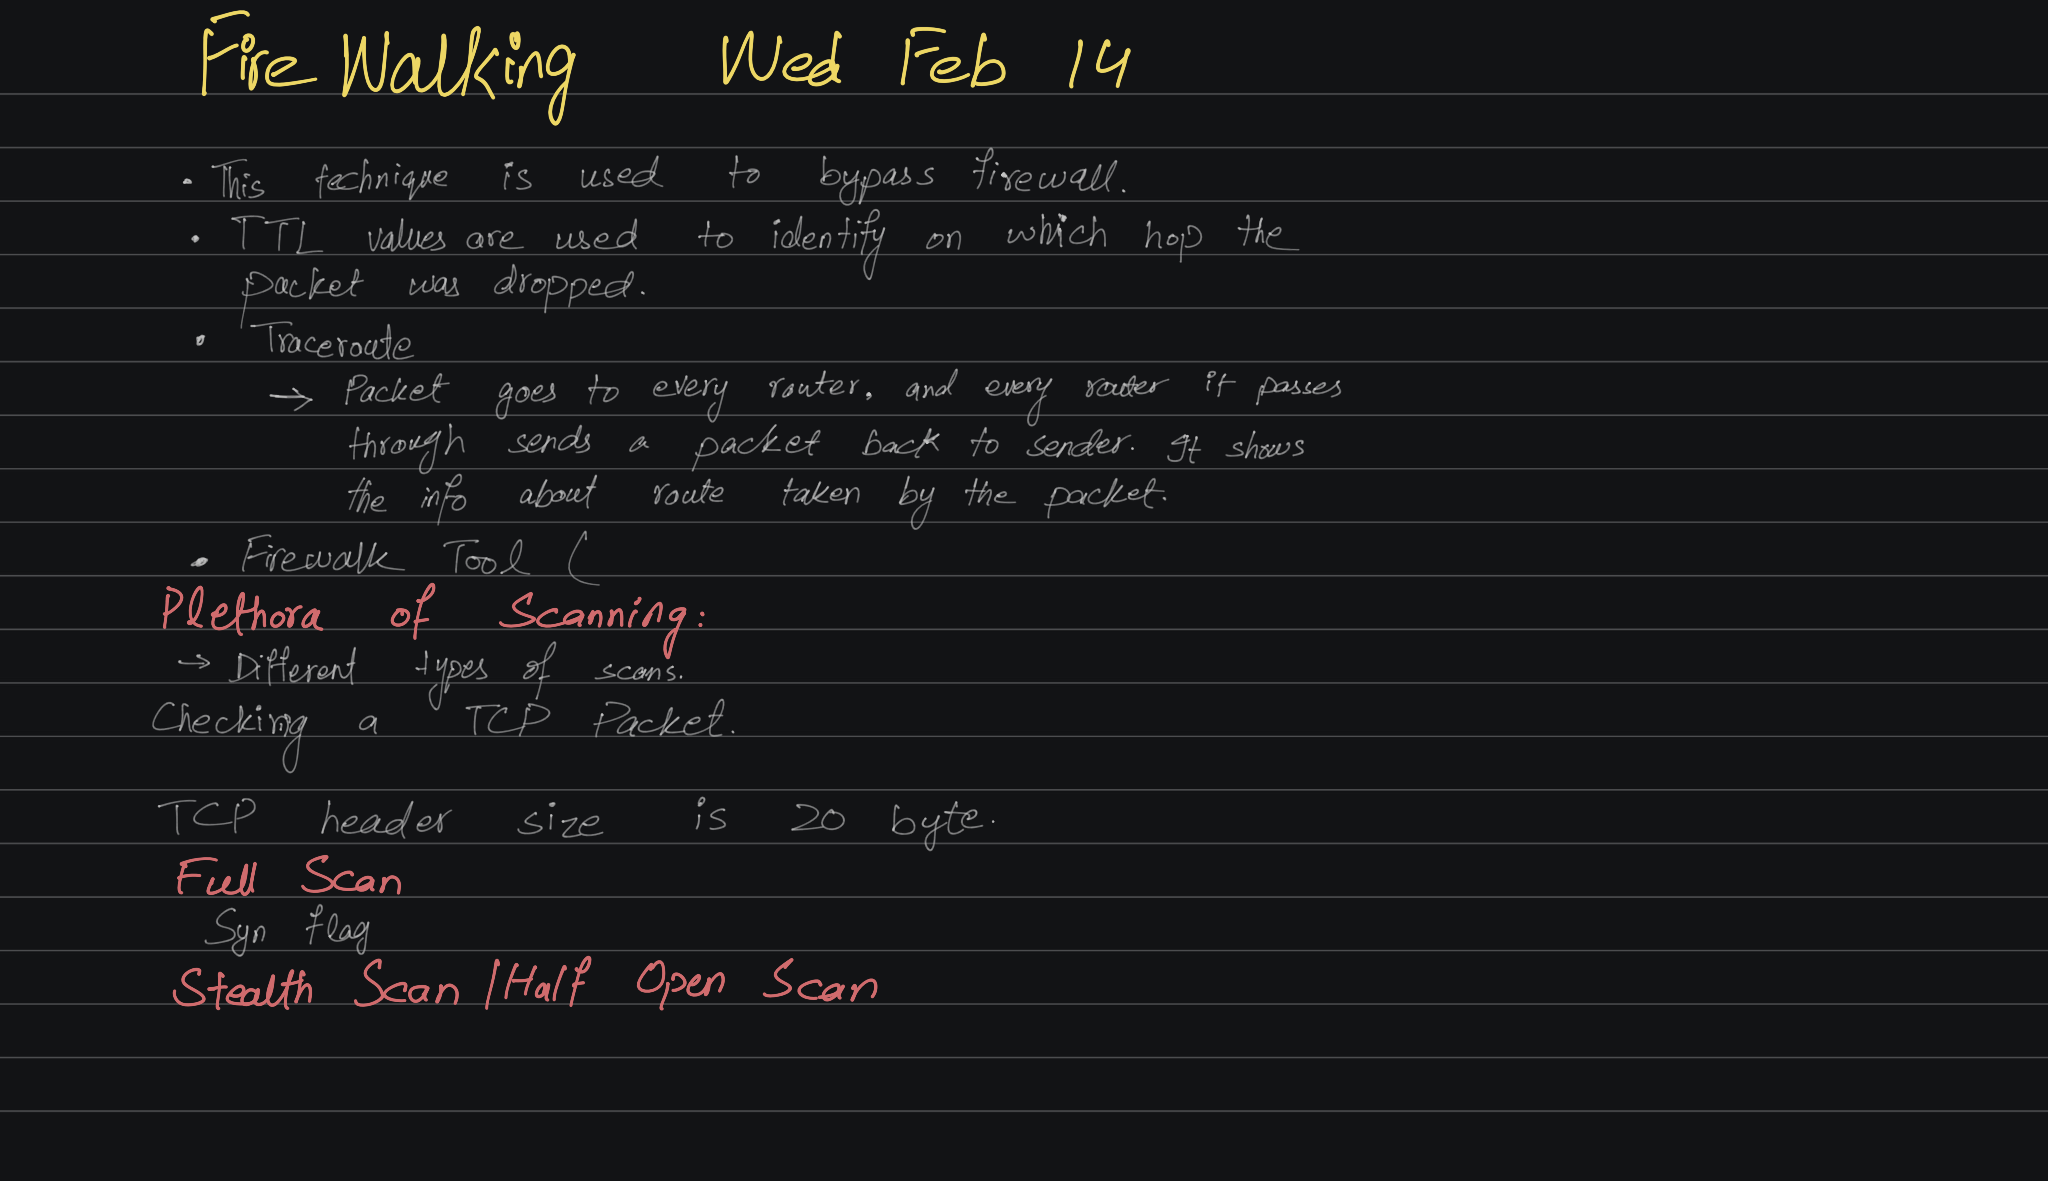 Fire Walking Wed Feb 14
• This technique is used to bypass firewall.
• TTL values are used to identify on which hop the
packet was dropped.
• Traceroute
→ Packet goes to every router, and every router it passes
through sends a packet back to sender. It shows
the info about route taken by the packet.
• Firewalk Tool (
Plethora of Scanning:
→ Different types of scans.
Checking a TCP Packet.
TCP header size is 20 byte.
Full Scan
Syn flag
Stealth Scan / Half Open Scan